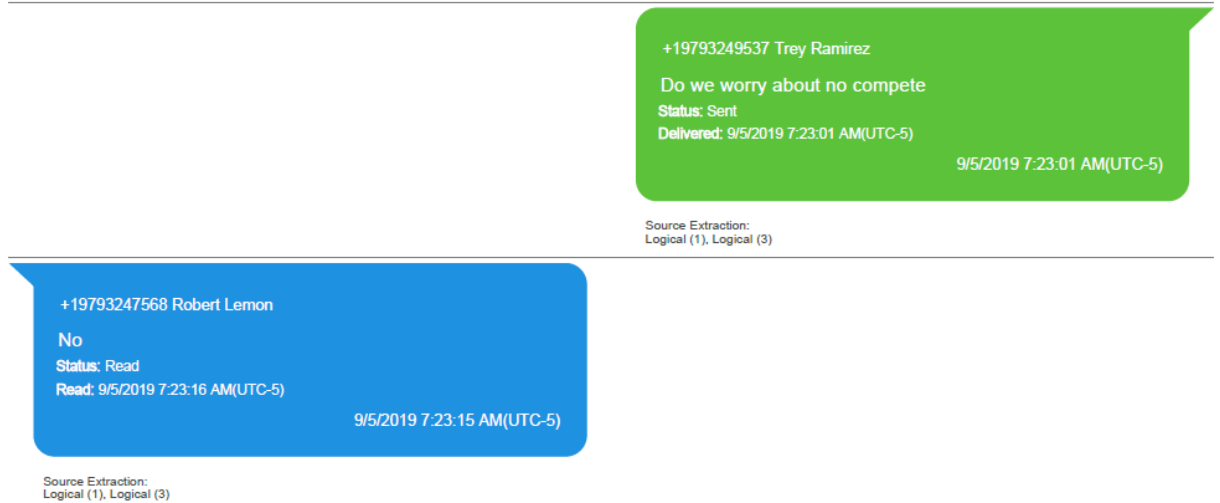 +19793249537 Trey Ramirez
Do we worry about no compete
Status: Sent
Delivered: 9/5/2019 7:23:01 AM(UTC-5)
9/5/2019 7:23:01 AM(UTC-5)
Source Extraction:
Logical (1), Logical (3)
+19793247568 Robert Lemon
No
Status: Read
Read: 9/5/2019 7:23:16 AM(UTC-5)
9/5/2019 7:23:15 AM(UTC-5)
Source Extraction:
Logical (1), Logical (3)